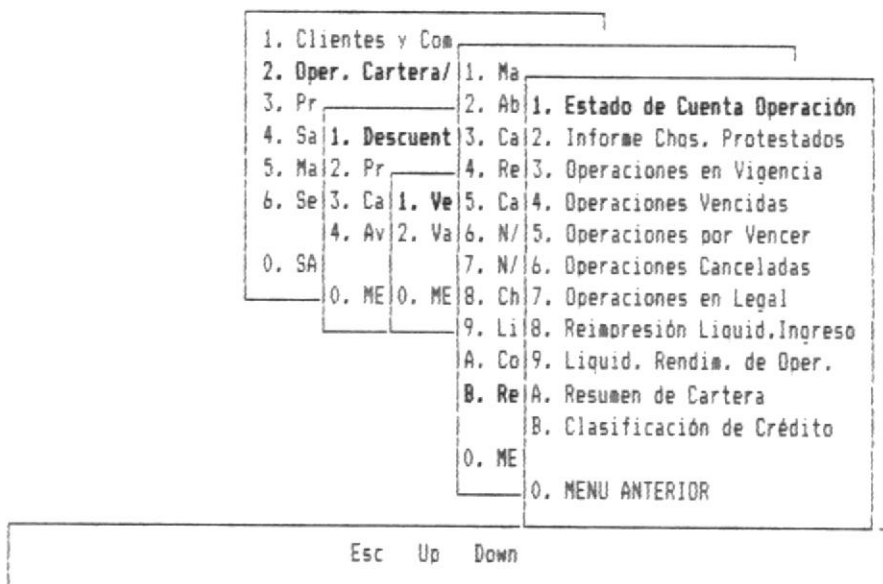 1. Clientes y Com
2. Oper. Cartera/
3. Pr
4. Sa
5. Ma
6. Se
0. SA
1. Descuent
2. Pr
3. Ca
4. Av
0. ME
1. Ve
2. Va
0. ME
1. Ma
2. Ab
3. Ca
4. Re
5. Ca
6. N/
7. N/
8. Ch
9. Li
A. Co
B. Re
0. ME
1. Estado de Cuenta Operación
2. Informe Chqs. Protestados
3. Operaciones en Vigencia
4. Operaciones Vencidas
5. Operaciones por Vencer
6. Operaciones Canceladas
7. Operaciones en Legal
8. Reimpresión Liquid.Ingreso
9. Liquid. Rendim. de Oper.
A. Resumen de Cartera
B. Clasificación de Crédito
0. MENU ANTERIOR
Esc Up Down